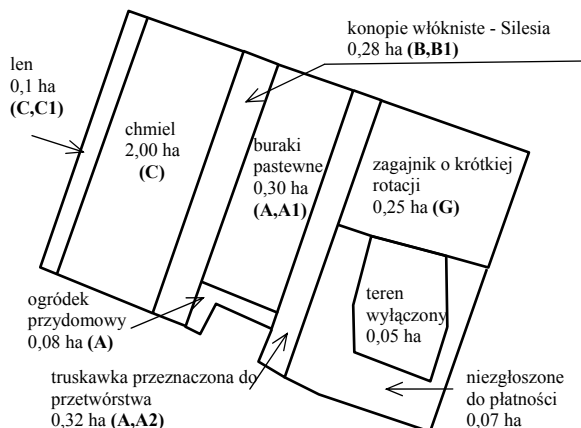 konopie włókniste - Silesia
0,28 ha (B,B1)
len
0,1 ha
(C,C1)
chmiel
2,00 ha
(C)
buraki
pastewne
0,30 ha
(A,A1)
zagajnik o krótkiej
rotacji
0,25 ha (G)
teren
wyłączony
0,05 ha
ogródek
przydomowy
0,08 ha (A)
truskawka przeznaczona do
przetwórstwa
0,32 ha (A,A2)
niezgłoszone
do płatności
0,07 ha